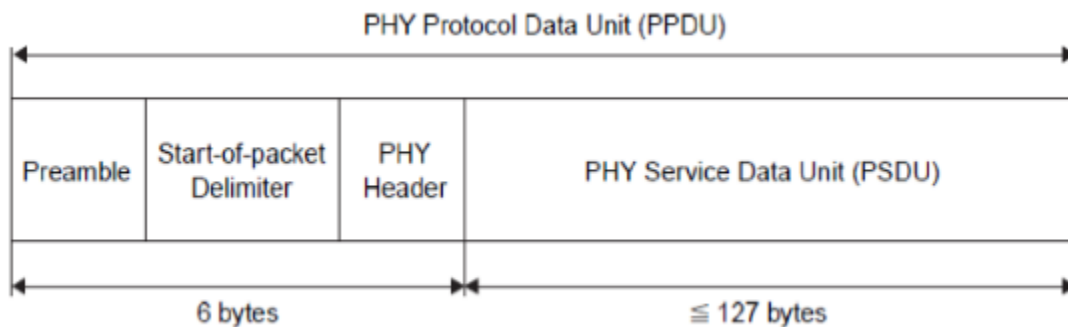 PHY Protocol Data Unit (PPDU)
Preamble
Start-of-packet
Delimiter
PHY
Header
PHY Service Data Unit (PSDU)
6 bytes
≦ 127 bytes